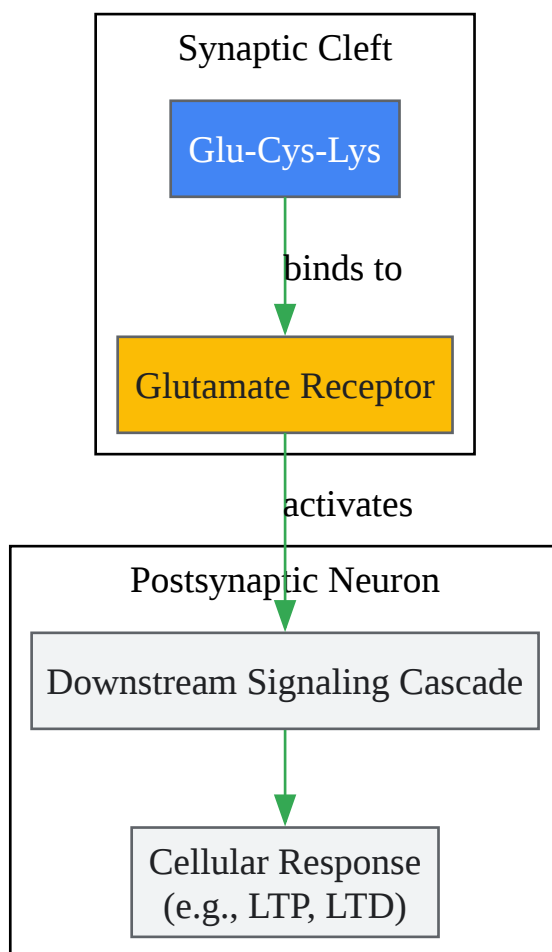 Synaptic Cleft
Glu-Cys-Lys
binds to
Glutamate Receptor
activates
Postsynaptic Neuron
Downstream Signaling Cascade
Cellular Response
(e.g., LTP, LTD)